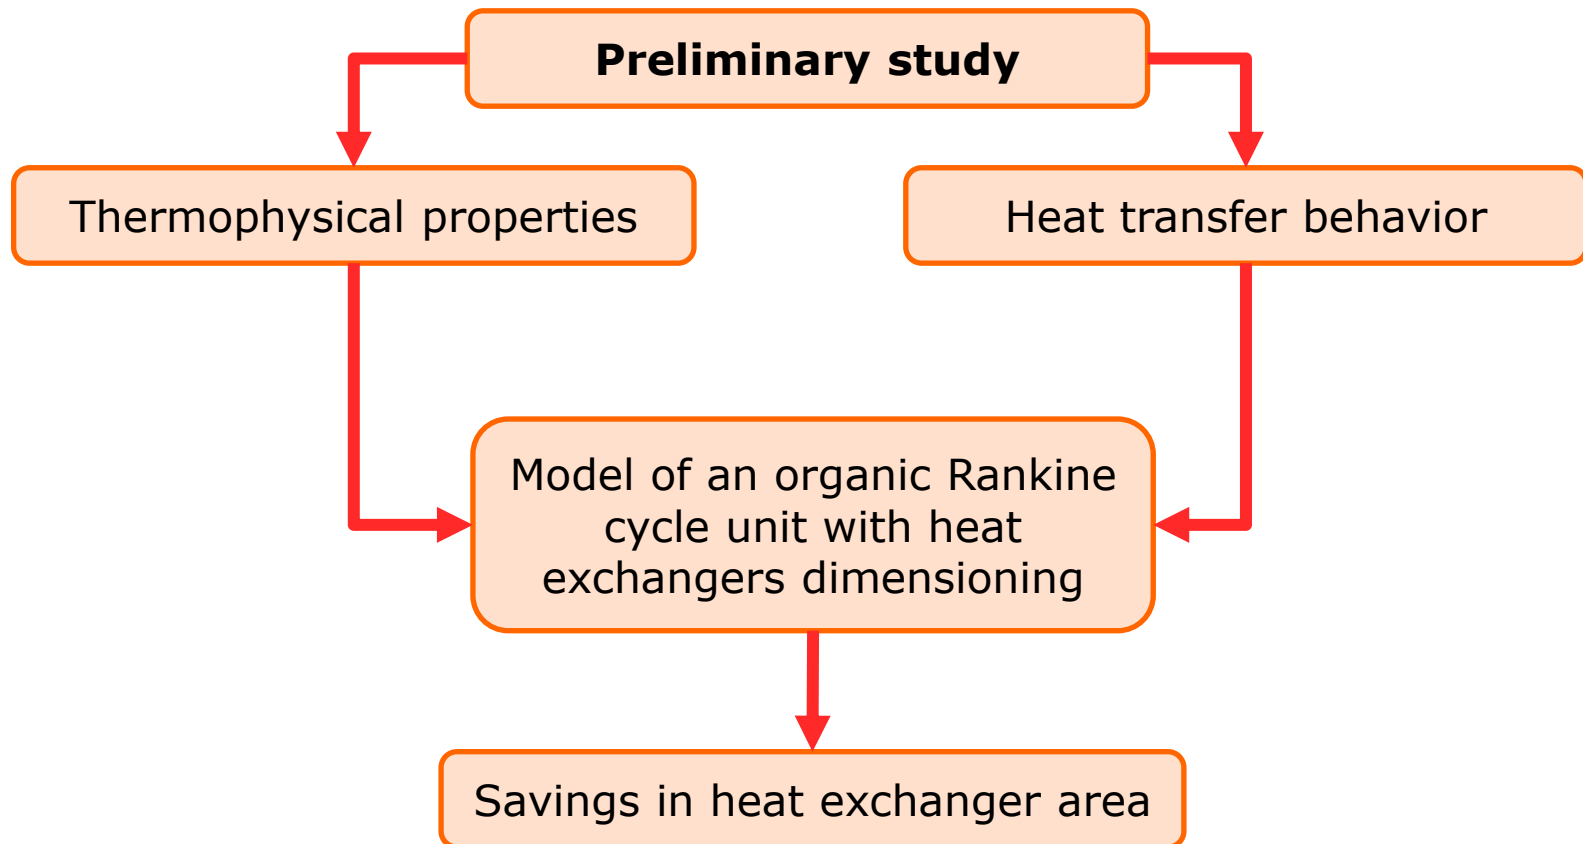 Preliminary study
Thermophysical properties
Heat transfer behavior
Model of an organic Rankine
cycle unit with heat
exchangers dimensioning
Savings in heat exchanger area